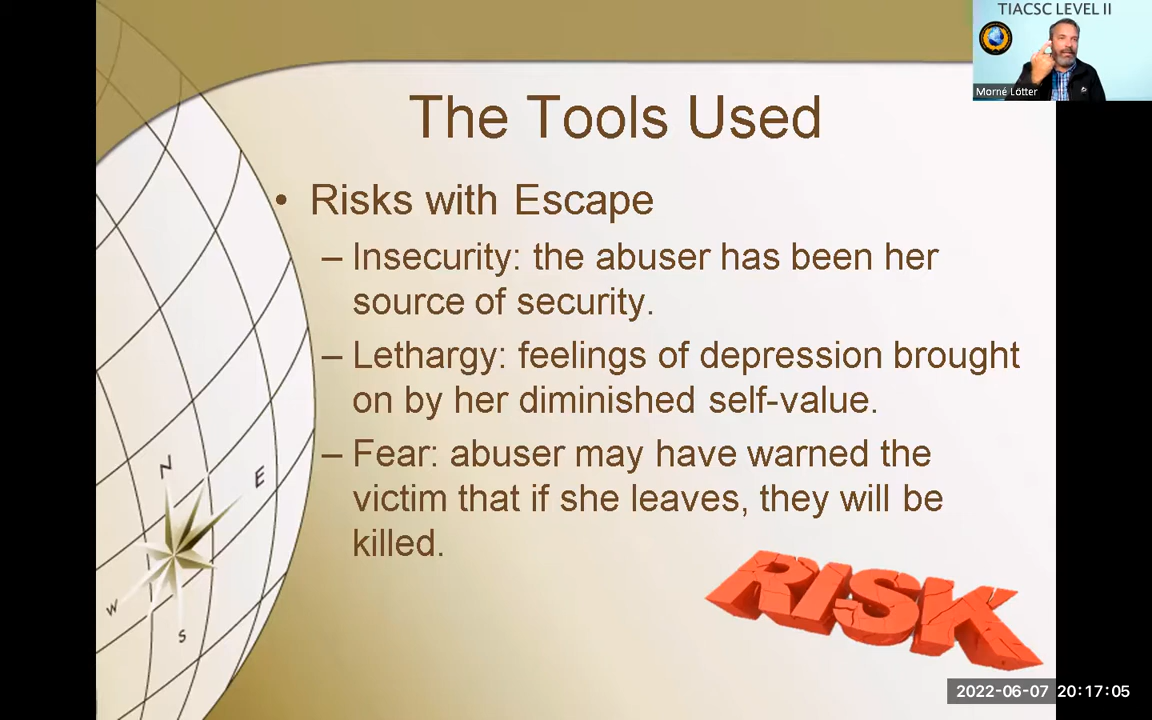 TIACSC LEVEL II
Morné Lötter
The Tools Used
• Risks with Escape
– Insecurity: the abuser has been her
source of security.
– Lethargy: feelings of depression brought
on by her diminished self-value.
– Fear: abuser may have warned the
victim that if she leaves, they will be
killed.
N
E
W
S
RISK
2022-06-07 20:17:05